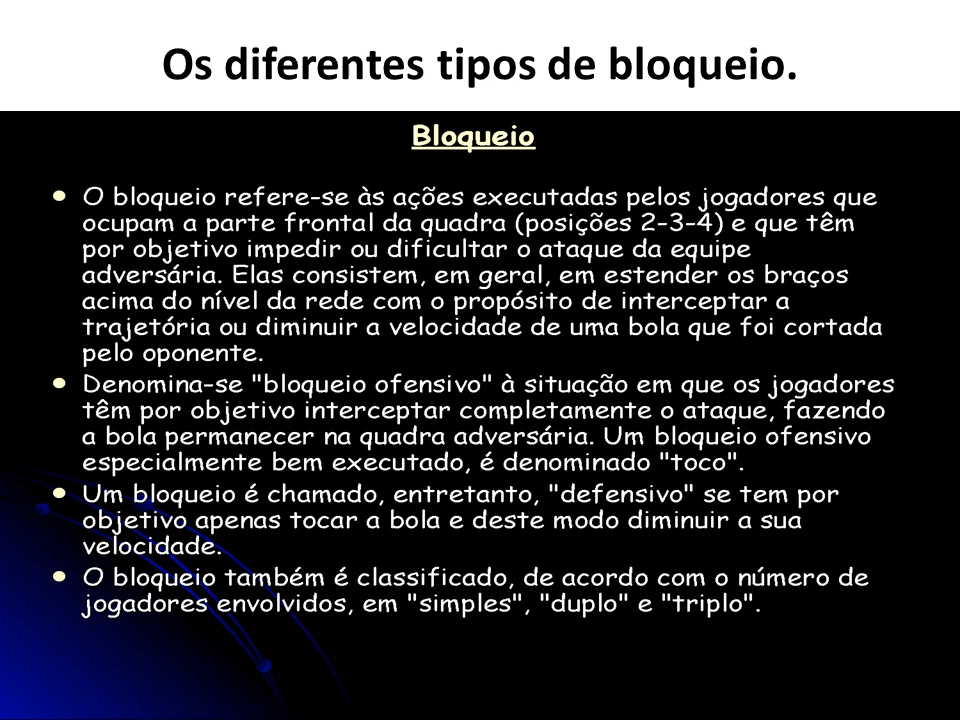 Os diferentes tipos de bloqueio.
Bloqueio
• O bloqueio refere-se às ações executadas pelos jogadores que
ocupam a parte frontal da quadra (posições 2-3-4) e que têm
por objetivo impedir ou dificultar o ataque da equipe
adversária. Elas consistem, em geral, em estender os braços
acima do nível da rede com o propósito de interceptar a
trajetória ou diminuir a velocidade de uma bola que foi cortada
pelo oponente.
• Denomina-se "bloqueio ofensivo" à situação em que os jogadores
têm por objetivo interceptar completamente o ataque, fazendo
a bola permanecer na quadra adversária. Um bloqueio ofensivo
especialmente bem executado, é denominado "toco".
• Um bloqueio é chamado, entretanto, "defensivo" se tem por
objetivo apenas tocar a bola e deste modo diminuir a sua
velocidade.
• O bloqueio também é classificado, de acordo com o número de
jogadores envolvidos, em "simples", "duplo" e "triplo".